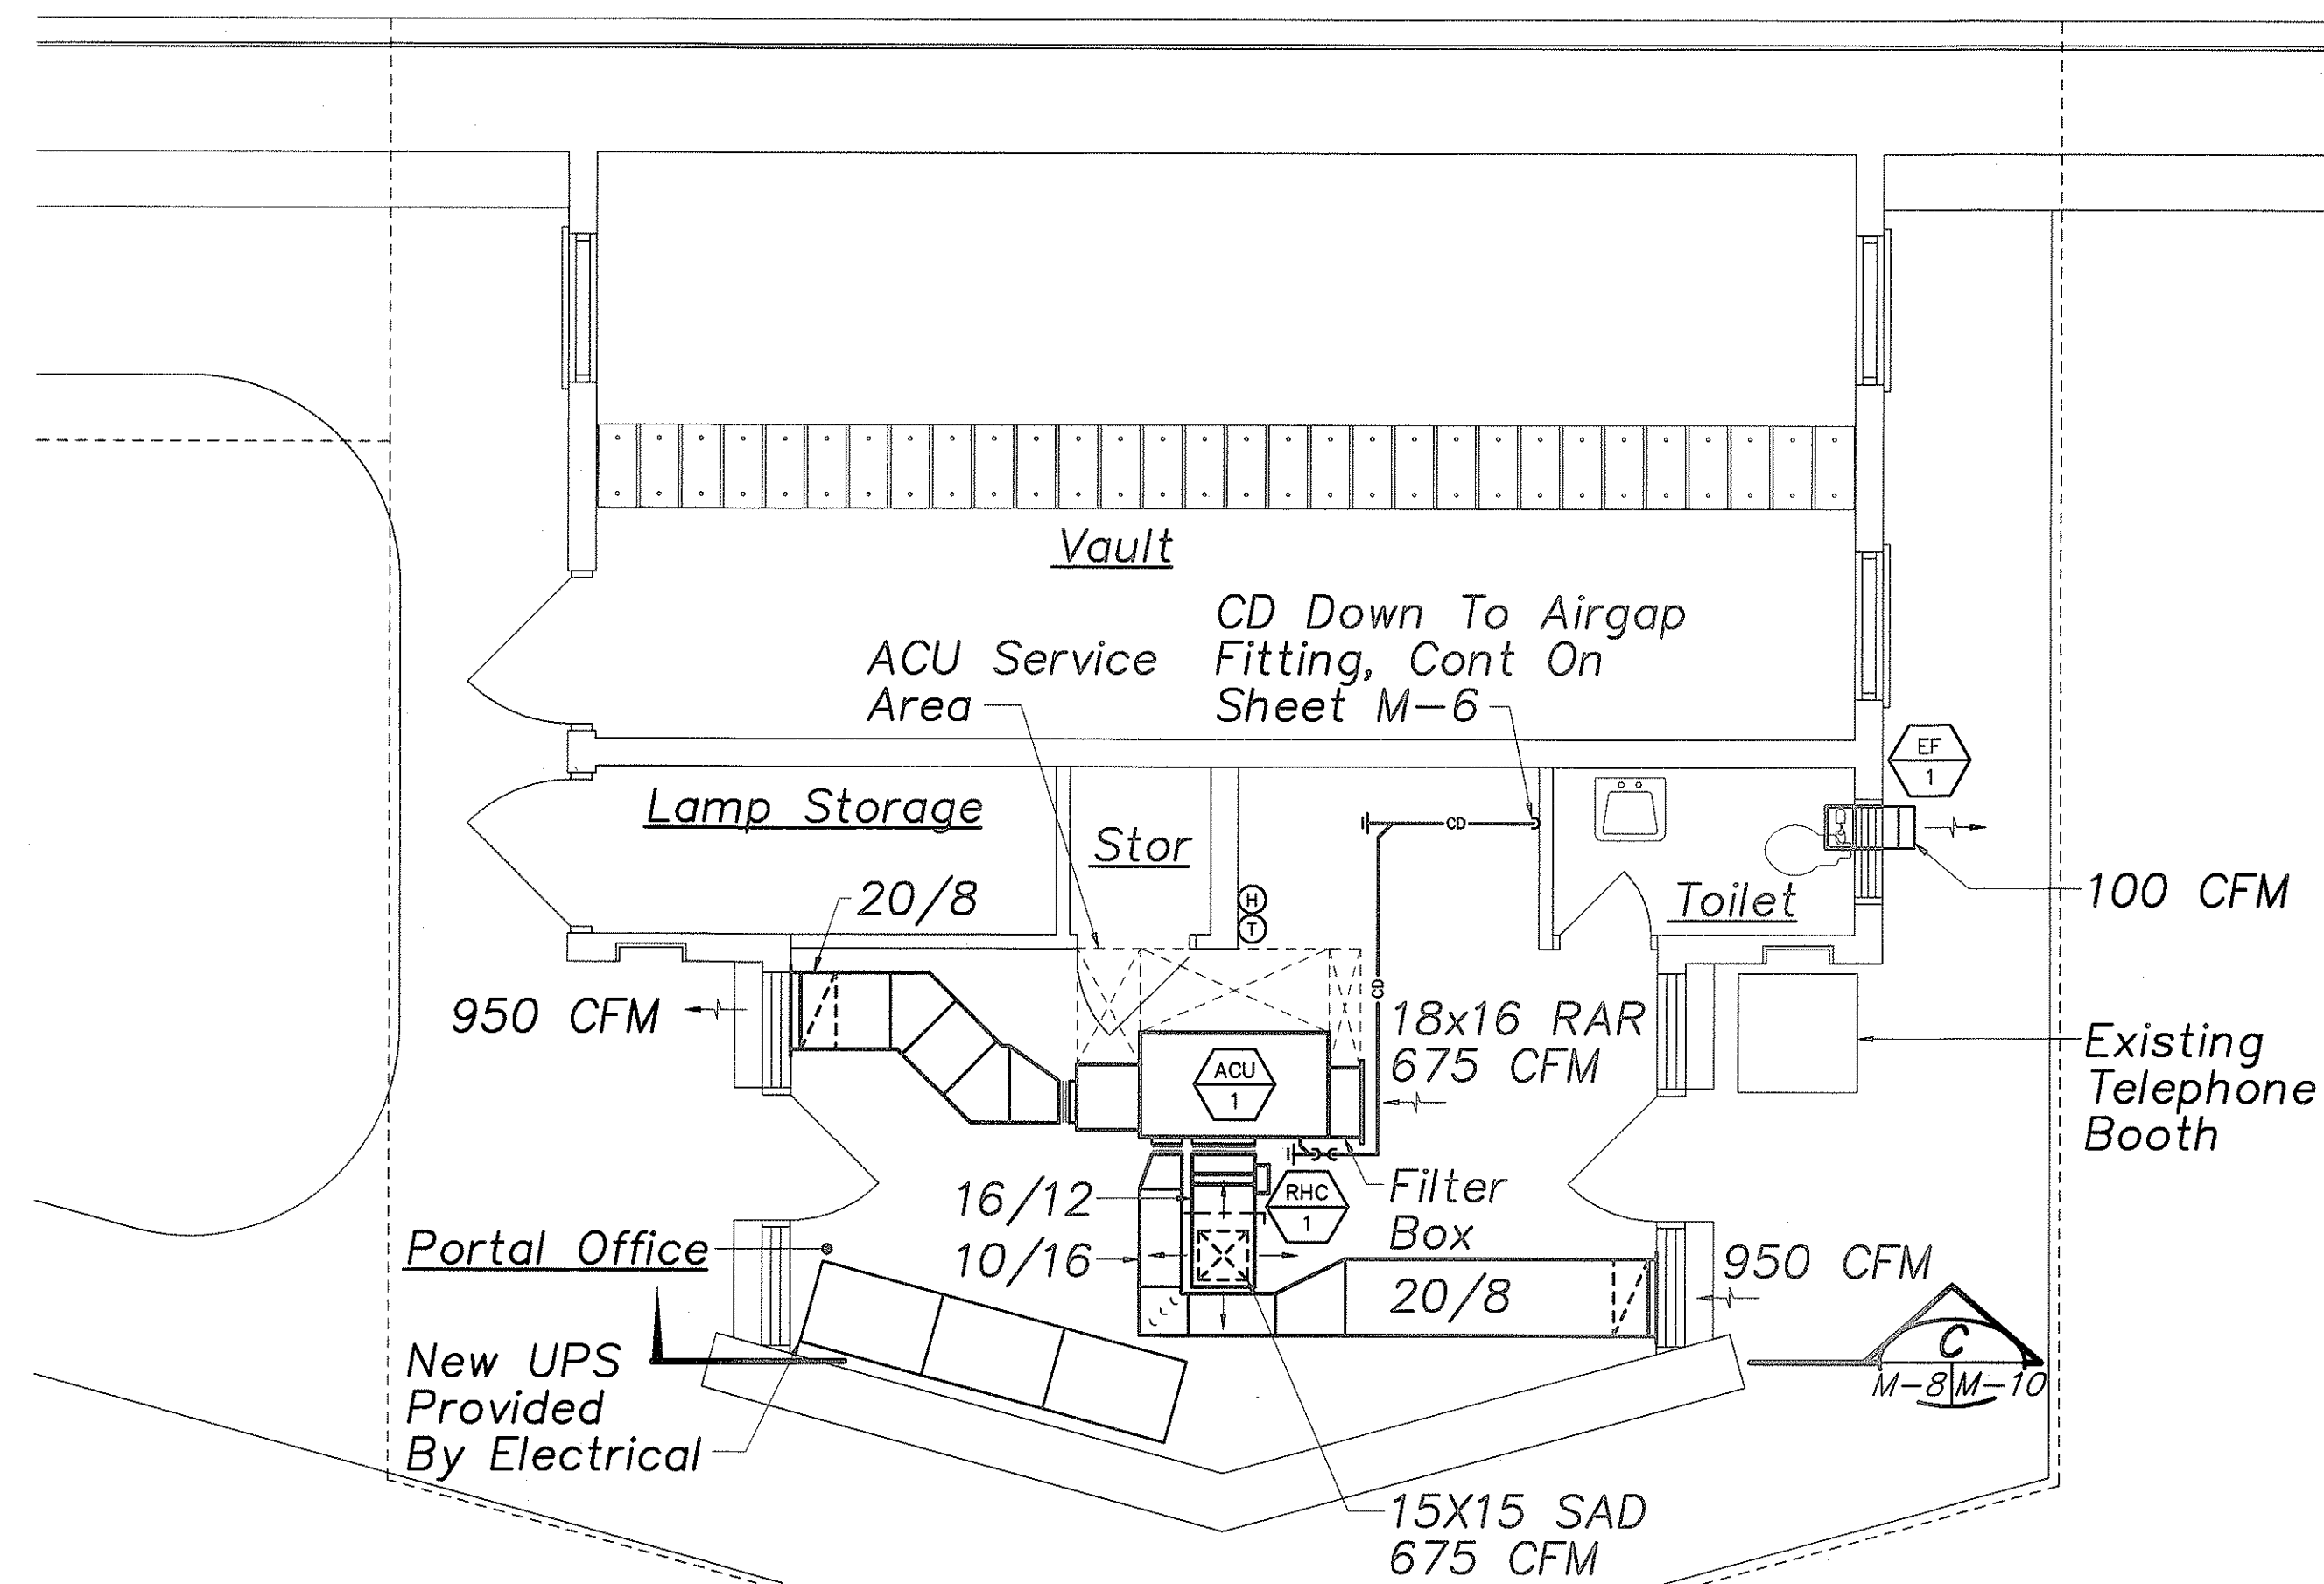 Vault
CD Down To Airgap
Fitting, Cont On
Sheet M-6
ACU Service
Area
EF
1
Lamp Storage
CD
Stor
100 CFM
20/8
H
T
Toilet
CD
950 CFM
18x16 RAR
675 CFM
Existing
Telephone
Booth
ACU
1
16/12
RHC
1
Filter
Box
Portal Office
10/16
20/8
950 CFM
New UPS
Provided
By Electrical
C
M-8 M-10
15X15 SAD
675 CFM